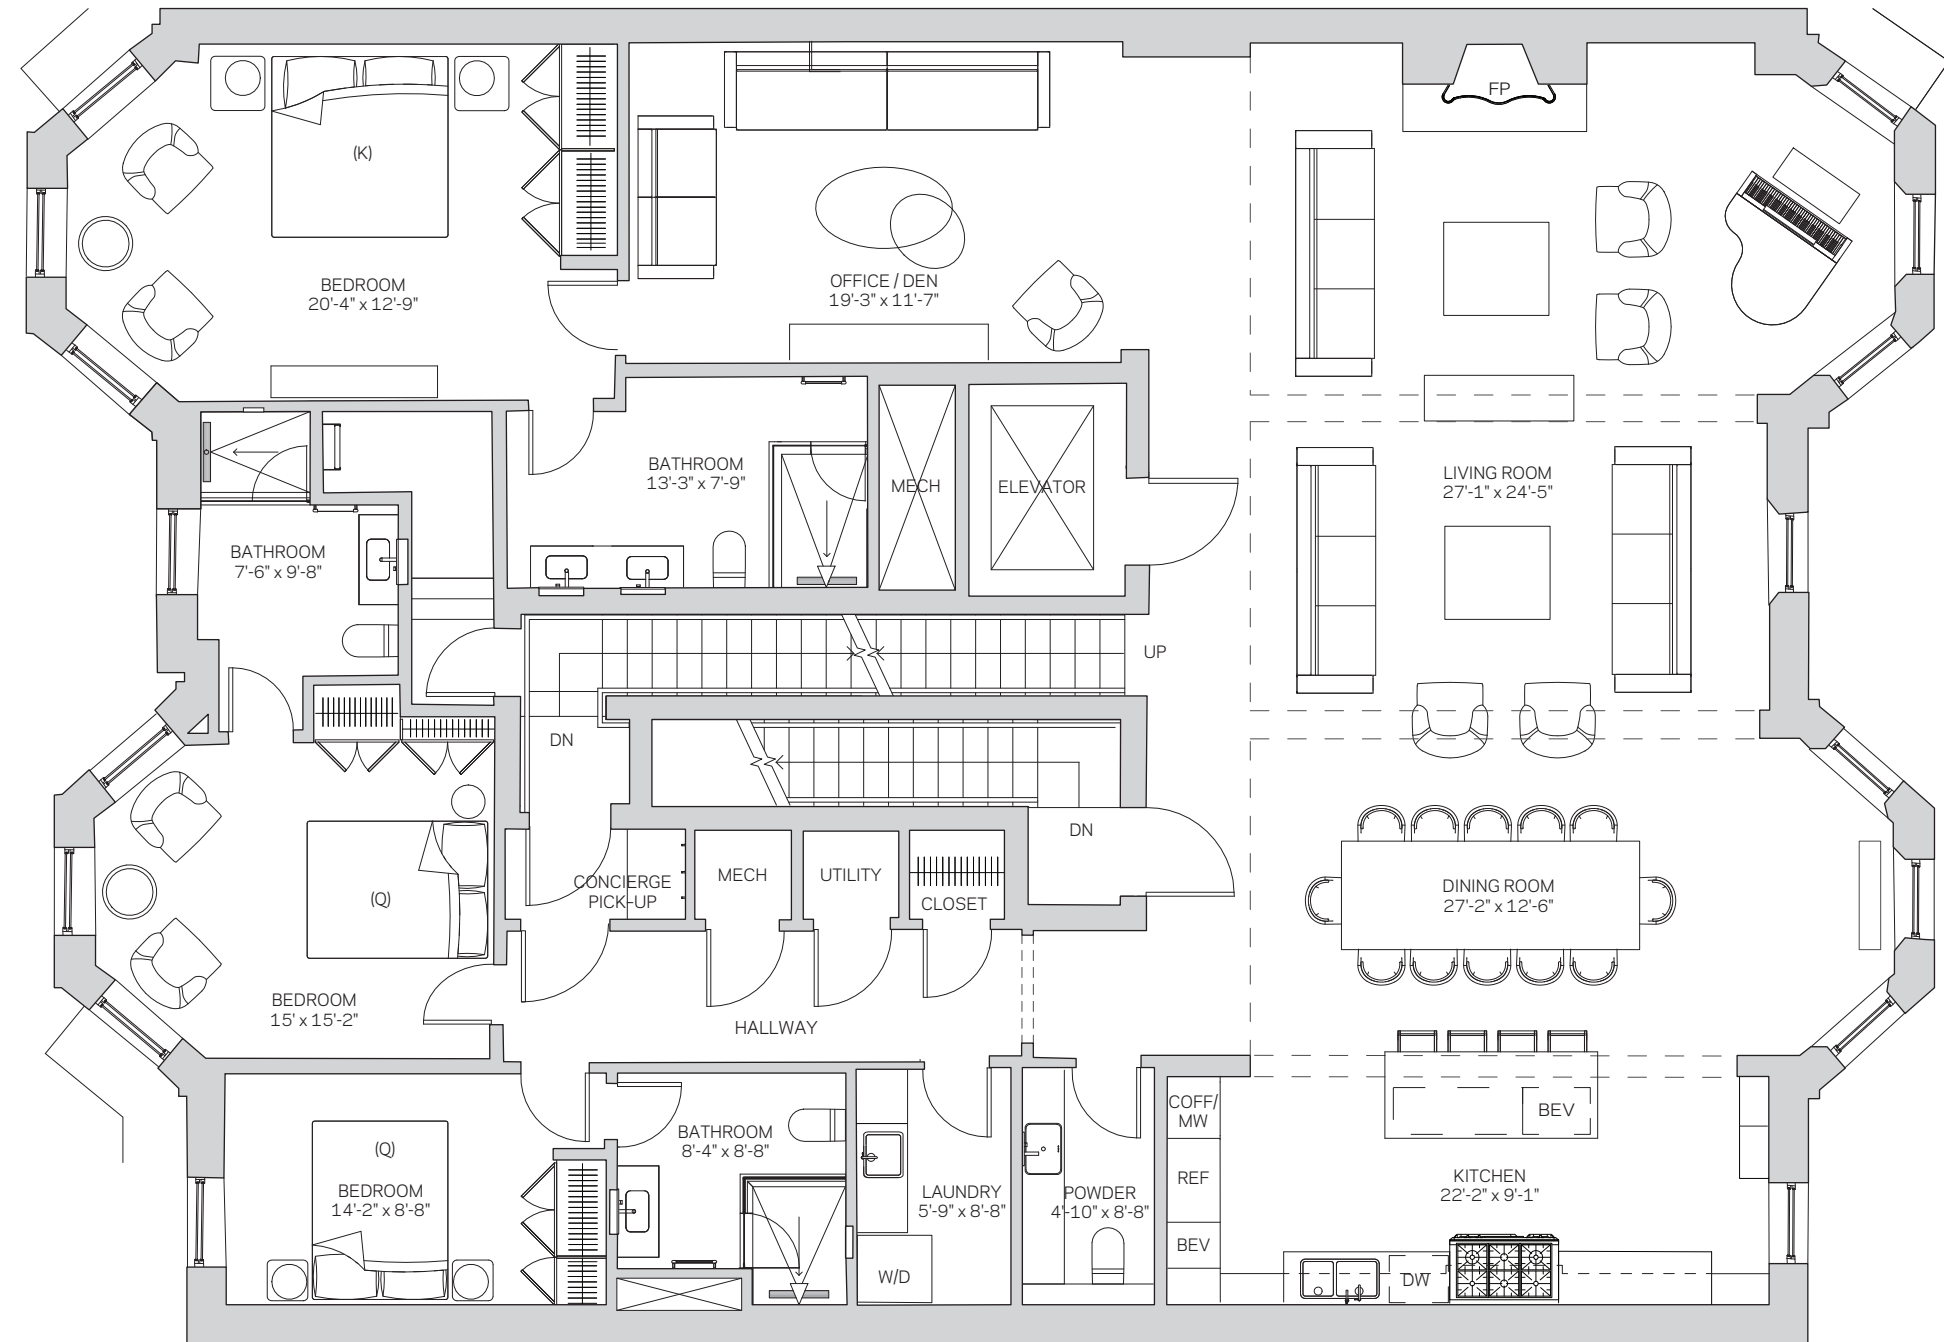 FP
(K)
BEDROOM
20'-4" x 12'-9"
OFFICE / DEN
19'-3" x 11'-7"
BATHROOM
13'-3" x 7'-9"
MECH
ELEVATOR
LIVING ROOM
27'-1" x 24'-5"
BATHROOM
7'-6" x 9'-8"
UP
DN
DN
CONCIERGE
PICK-UP
MECH
UTILITY
CLOSET
DINING ROOM
27'-2" x 12'-6"
(Q)
BEDROOM
15' x 15'-2"
HALLWAY
COFF/
MW
BEV
(Q)
BEDROOM
14'-2" x 8'-8"
BATHROOM
8'-4" x 8'-8"
LAUNDRY
5'-9" x 8'-8"
POWDER
4'-10" x 8'-8"
REF
KITCHEN
22'-2" x 9'-1"
BEV
W/D
DW